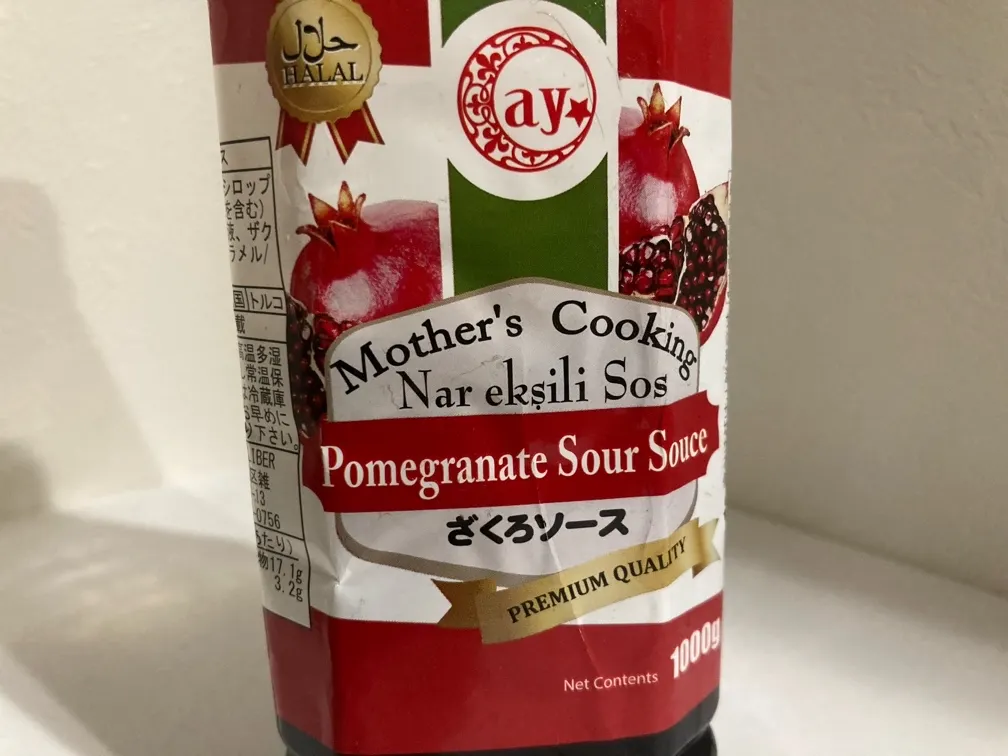 حلال
HALAL
ay
Mother's Cooking
Nar ekşili Sos
Pomegranate Sour Souce
ざくろソース
PREMIUM QUALITY
Net Contents 1000g
ス
シロップ
を含む)
液、ザク
ラメル/
国 トルコ
蔵
高温多湿
常温保
冷蔵庫
早めに
下さい。
LIBER
区雑
-13
-0756
たり)
物17.1g
3.2g